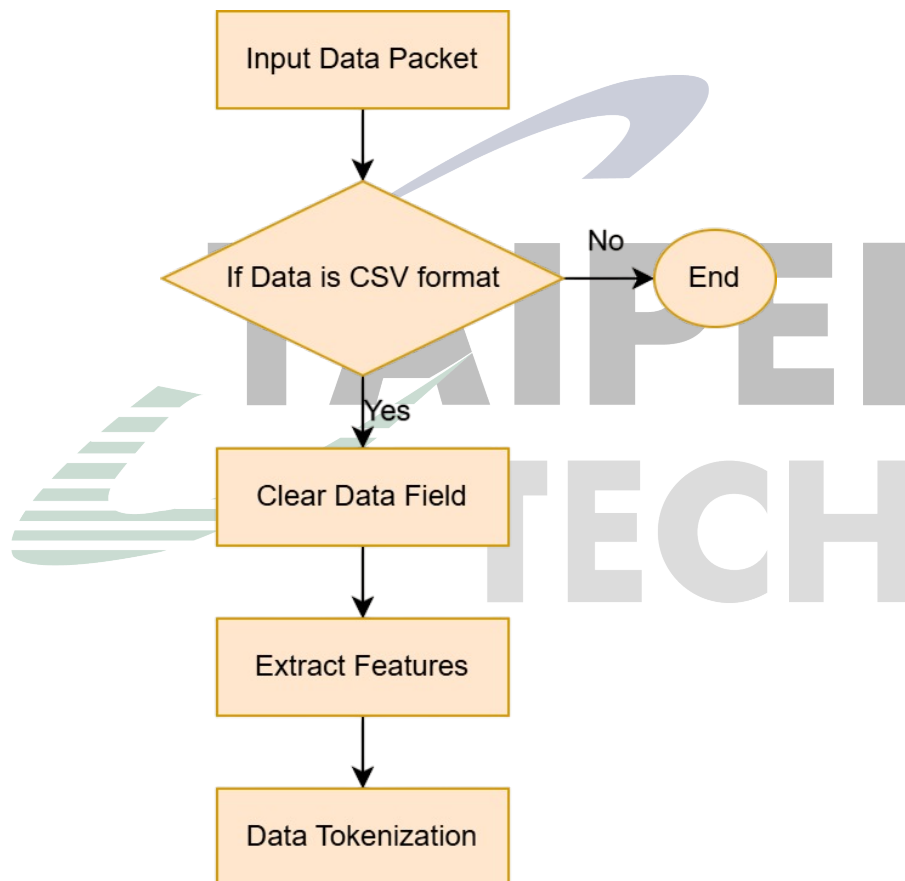 Input Data Packet
If Data is CSV format
No
End
Yes
Clear Data Field
Extract Features
Data Tokenization
TAIPEI
TECH